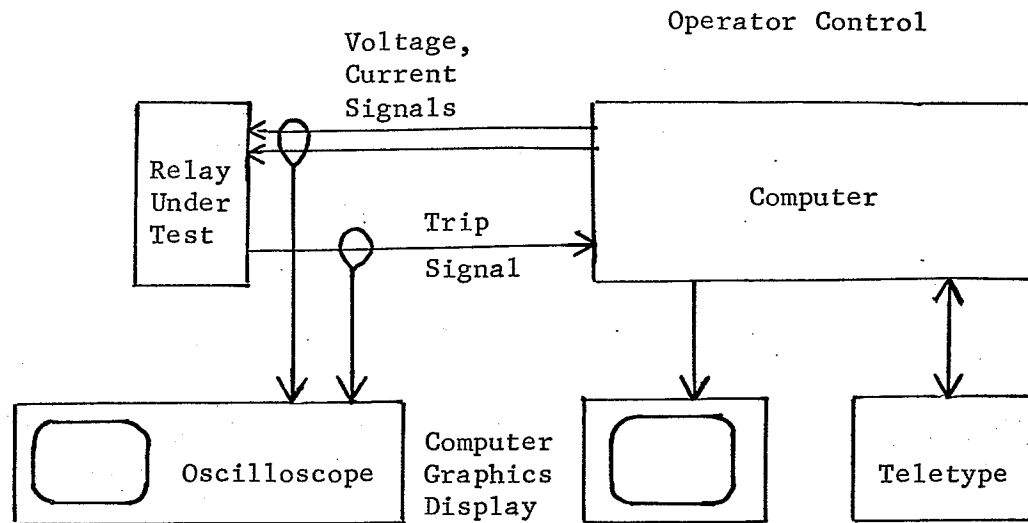 Operator Control
Voltage,
Current
Signals
Relay
Under
Test
Computer
Trip
Signal
Oscilloscope
Computer
Graphics
Display
Teletype